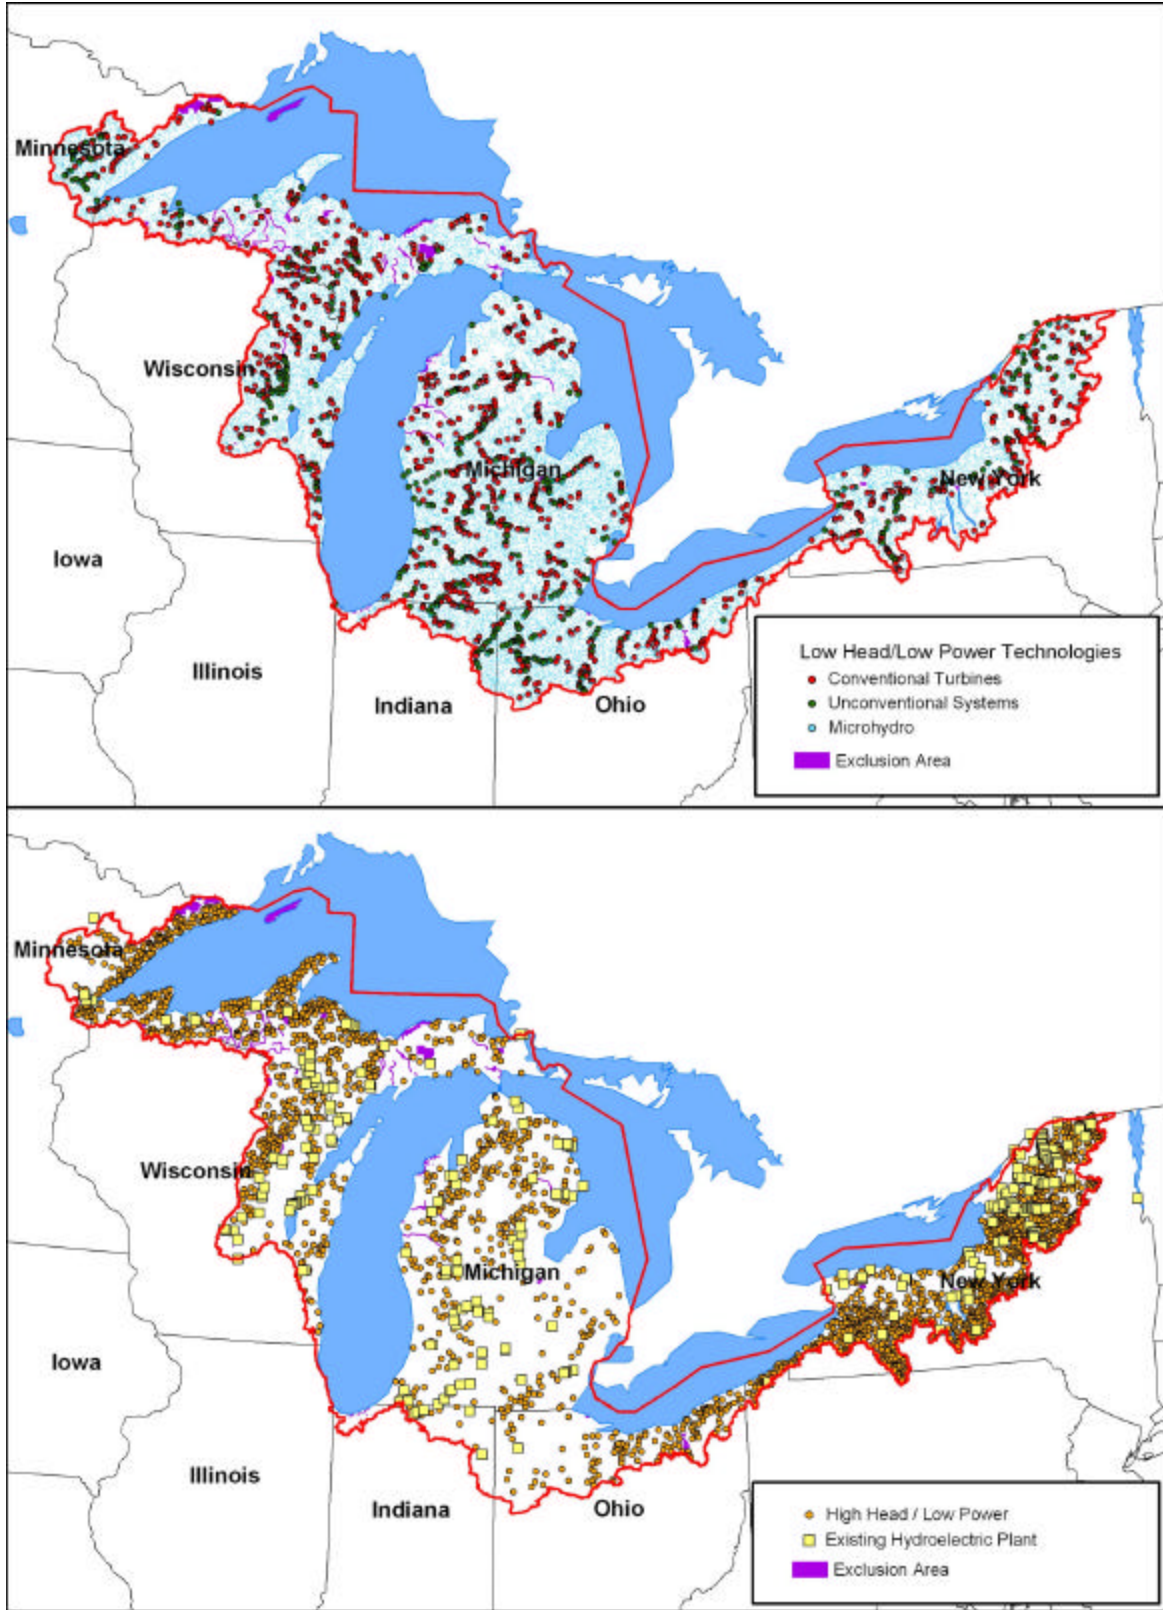 Minnesota
Wisconsin
Michigan
New York
Iowa
Illinois
Indiana
Ohio
Low Head/Low Power Technologies
Conventional Turbines
Unconventional Systems
Microhydro
Exclusion Area
Minnesota
Wisconsin
Michigan
New York
Iowa
Illinois
Indiana
Ohio
High Head / Low Power
Existing Hydroelectric Plant
Exclusion Area